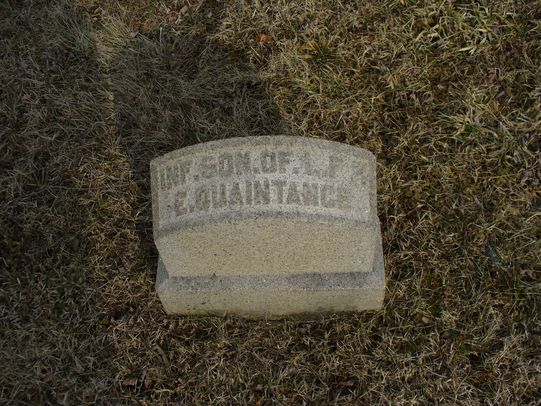 INF. SON. OF. L. F.
C. QUAINTANCE